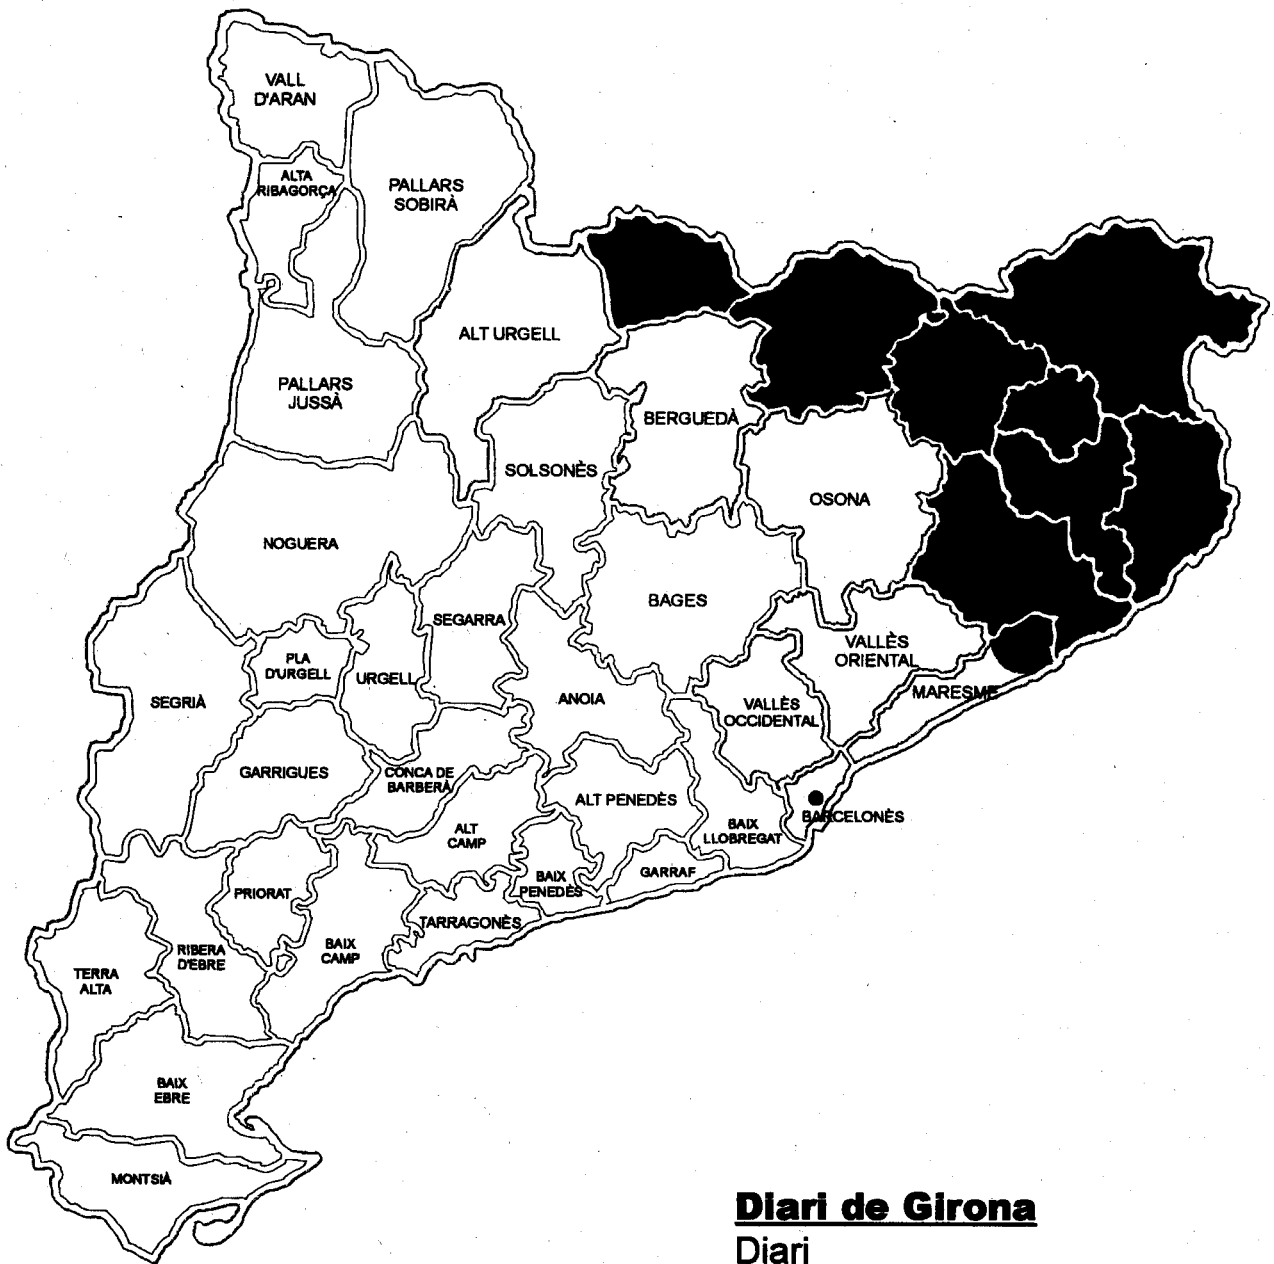 VALL
D'ARAN
ALTA
RIBAGORÇA
PALLARS
SOBIRÀ
ALT URGELL
PALLARS
JUSSÀ
BERGUEDÀ
SOLSONÈS
OSONA
NOGUERA
BAGES
SEGARRA
VALLÈS
ORIENTAL
PLA
D'URGELL
URGELL
MARESME
SEGRIÀ
ANOIA
VALLÈS
OCCIDENTAL
GARRIGUES
CONCA DE
BARBERÀ
ALT PENEDÈS
BARCELONÈS
BAIX
LLOBREGAT
ALT
CAMP
GARRAF
BAIX
PENEDÈS
PRIORAT
TARRAGONÈS
BAIX
CAMP
RIBERA
D'EBRE
TERRA
ALTA
BAIX
EBRE
MONTSIÀ
Diari de Girona
Diari